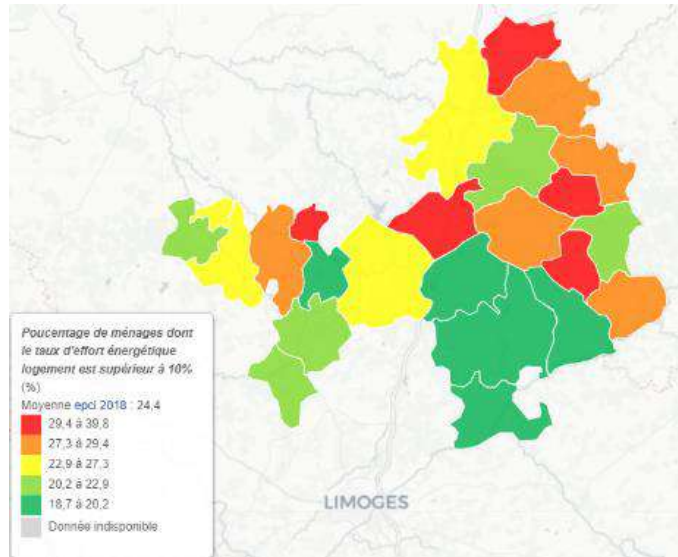 Poucentage de ménages dont
le taux d'effort énergétique
logement est supérieur à 10%
(%)
Moyenne epci 2018 : 24,4
29,4 à 39,8
27,3 à 29,4
22,9 à 27,3
20,2 à 22,9
18,7 à 20,2
Donnée indisponible
LIMOGES